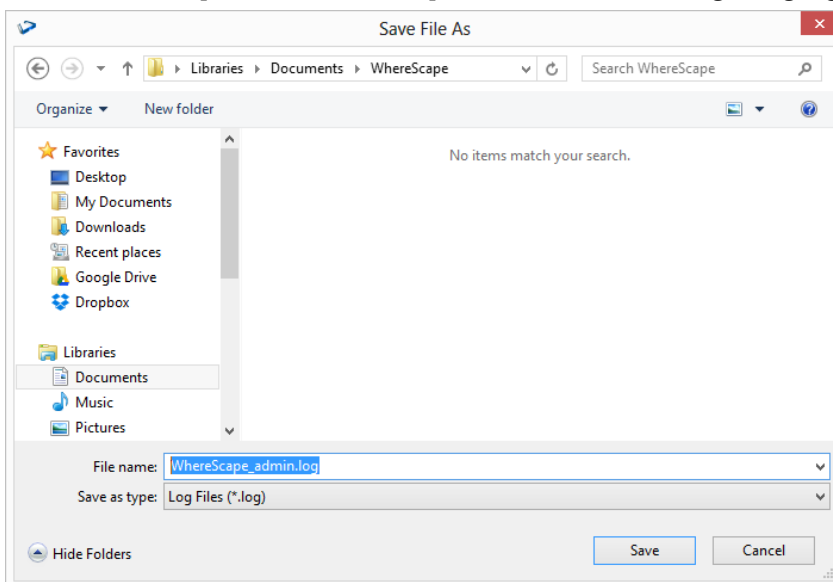 Save File As
Libraries Documents WhereScape Search WhereScape
Organize New folder
No items match your search.
Favorites
Desktop
My Documents
Downloads
Recent places
Google Drive
Dropbox
Libraries
Documents
Music
Pictures
File name: WhereScape_admin.log
Save as type: Log Files (*.log)
Hide Folders Save Cancel